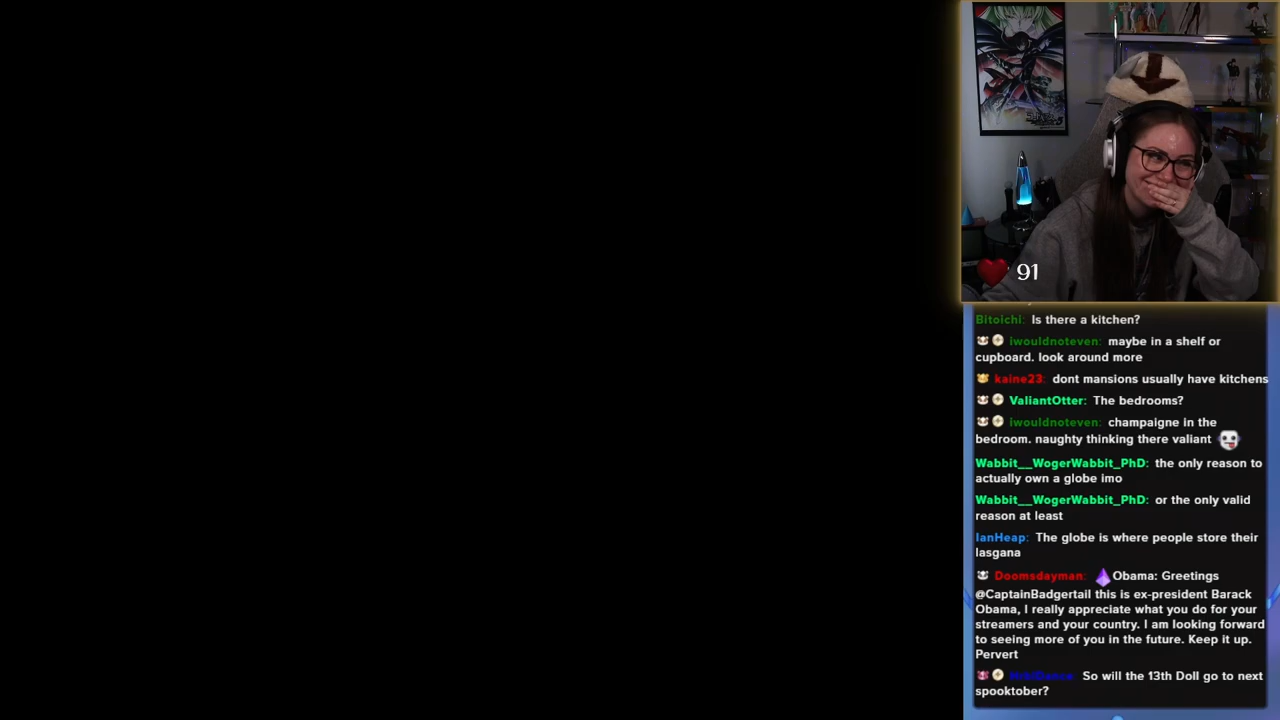 91
Bitoichi: Is there a kitchen?
iwouldnoteven: maybe in a shelf or
cupboard. look around more
kaine23: dont mansions usually have kitchens
ValiantOtter: The bedrooms?
iwouldnoteven: champaigne in the
bedroom. naughty thinking there valiant
Wabbit__WogerWabbit_PhD: the only reason to
actually own a globe imo
Wabbit__WogerWabbit_PhD: or the only valid
reason at least
IanHeap: The globe is where people store their
lasgana
Doomsdayman: Obama: Greetings
@CaptainBadgertail this is ex-president Barack
Obama, I really appreciate what you do for your
streamers and your country. I am looking forward
to seeing more of you in the future. Keep it up.
Pervert
So will the 13th Doll go to next
spooktober?